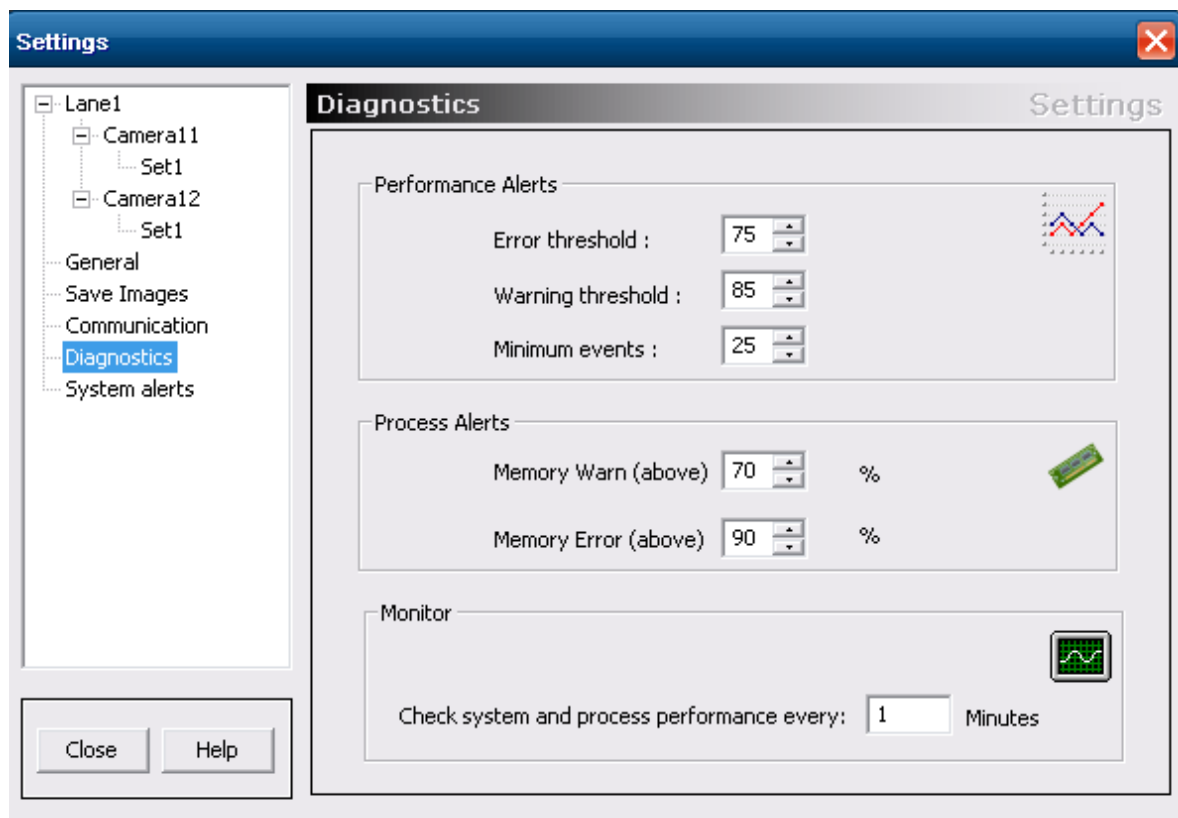 Settings
Lane1
Camera11
Set1
Camera12
Set1
General
Save Images
Communication
Diagnostics
System alerts
Close
Help
Diagnostics
Settings
Performance Alerts
Error threshold : 75
Warning threshold : 85
Minimum events : 25
Process Alerts
Memory Warn (above) 70 %
Memory Error (above) 90 %
Monitor
Check system and process performance every: 1 Minutes